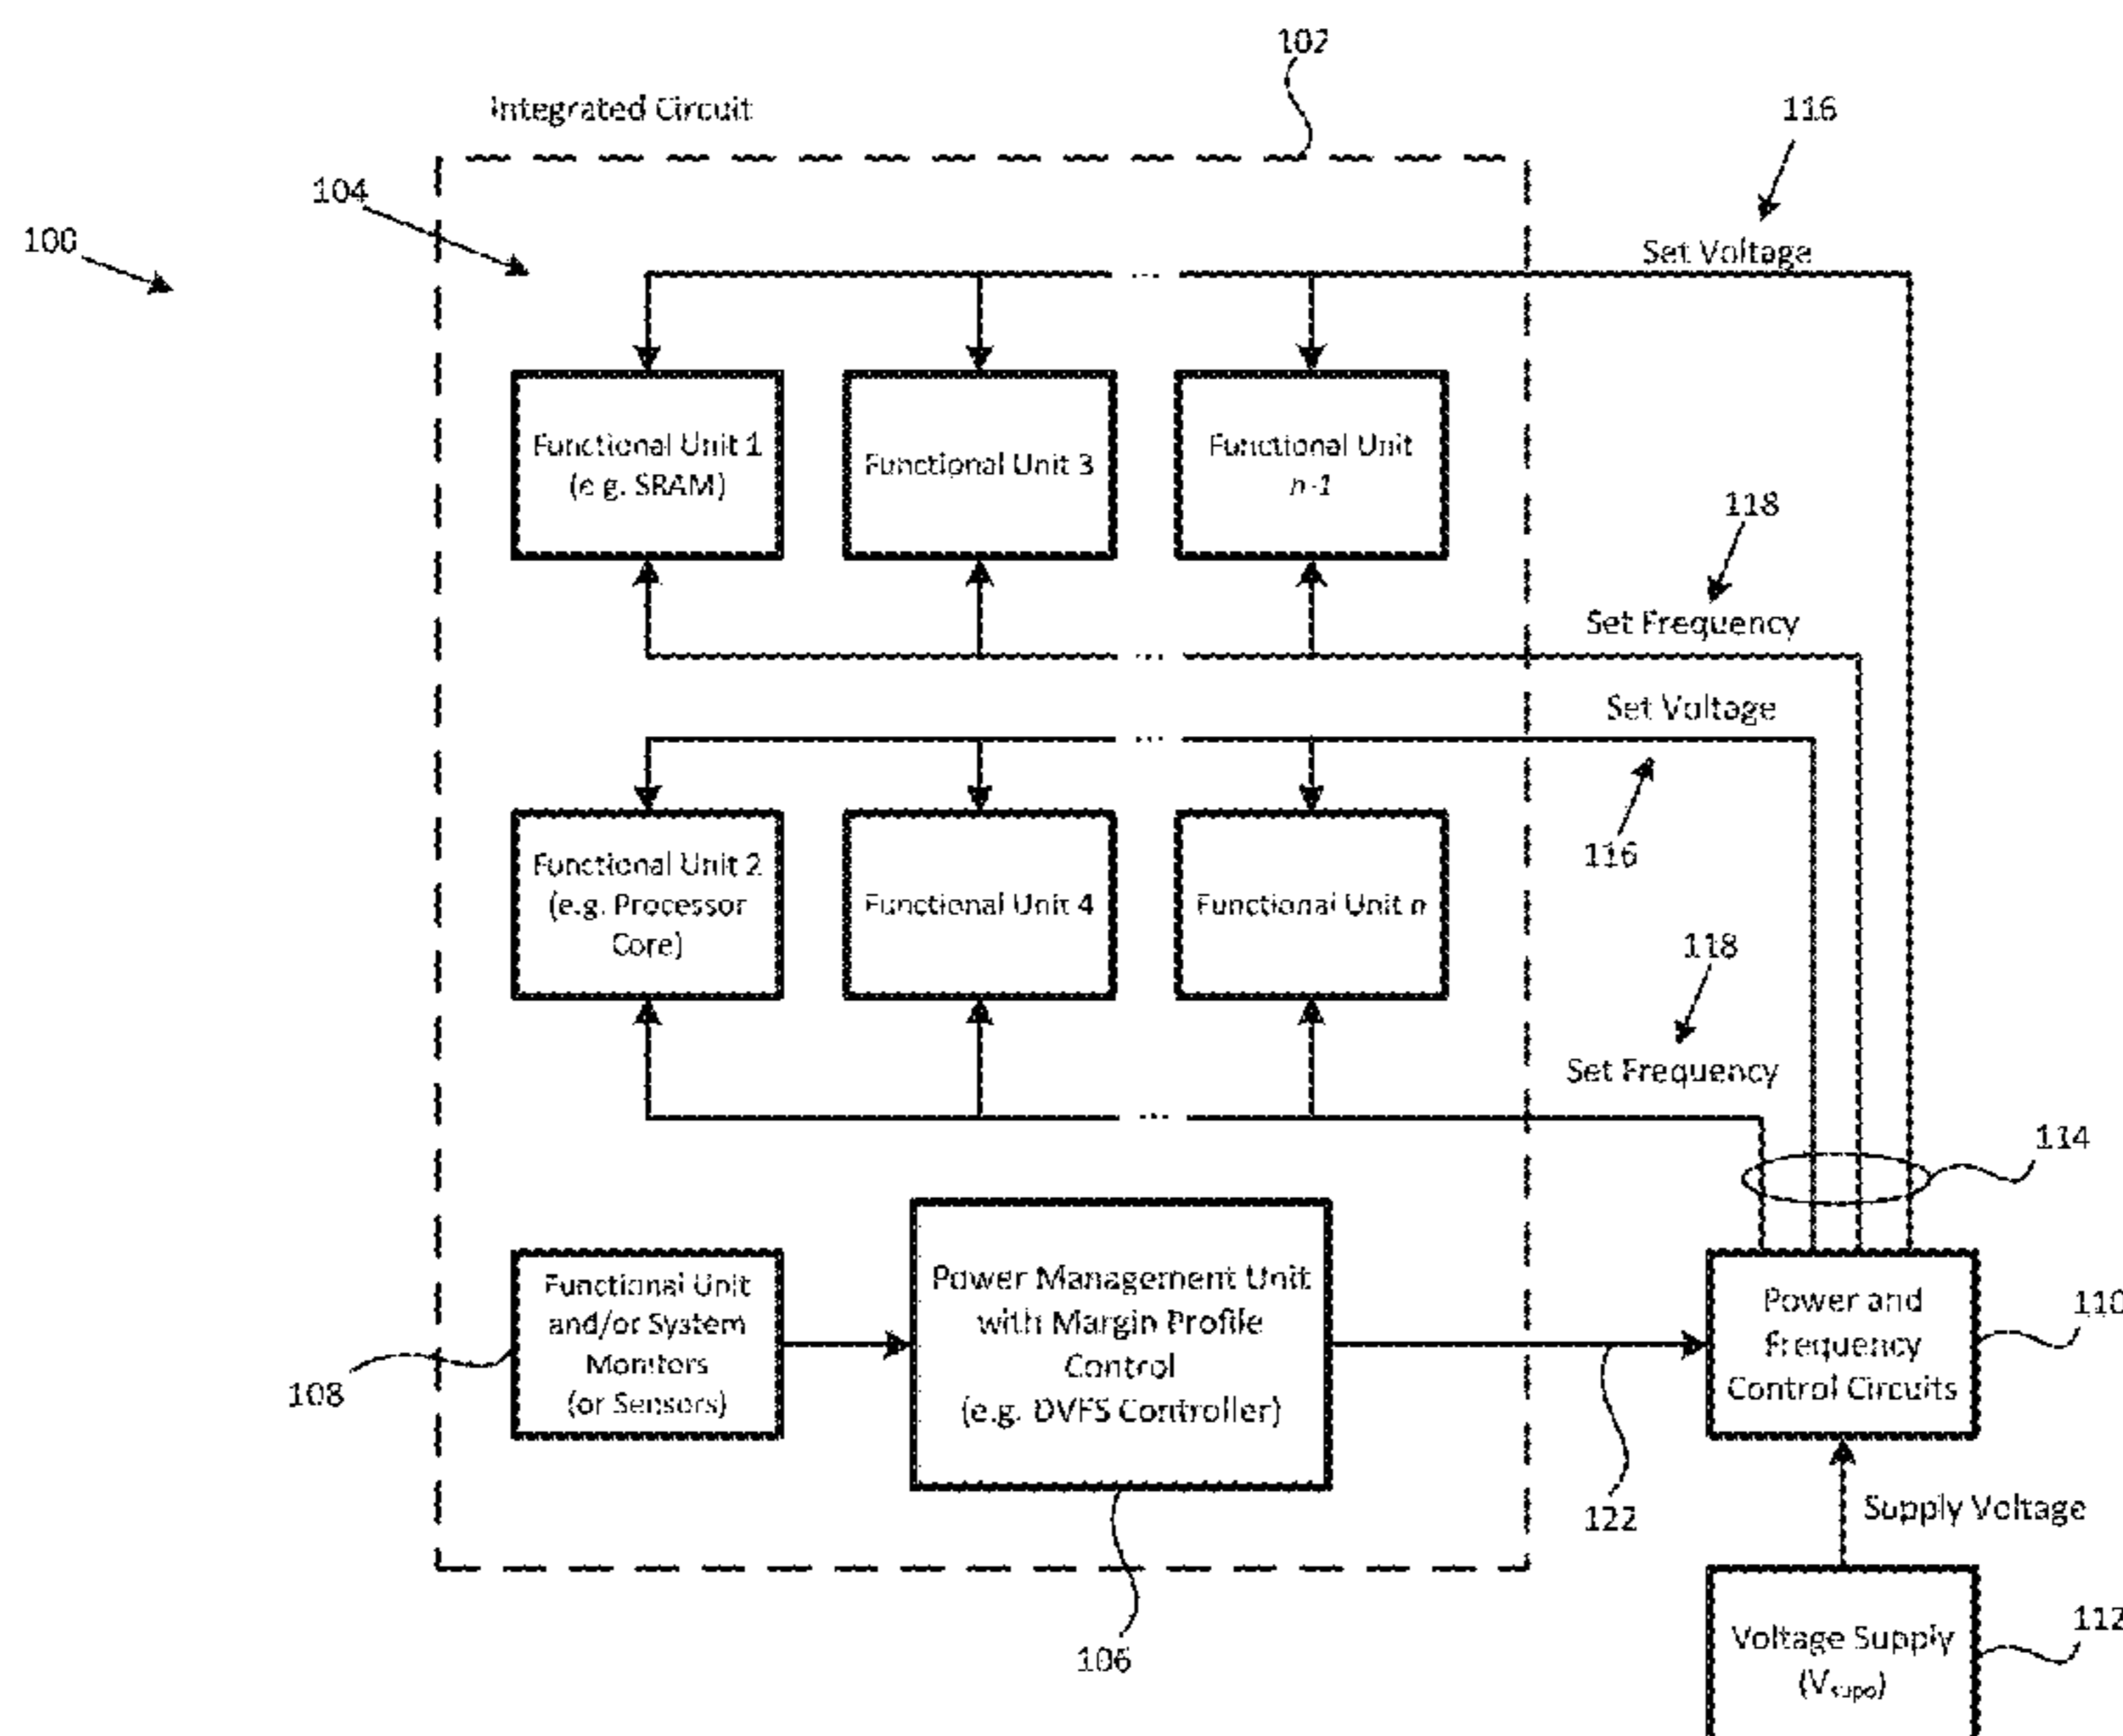 102
Integrated Circuit
116
104
100
Set Voltage
Functional Unit 1
(e.g. SRAM)
Functional Unit 3
Functional Unit
n-1
118
Set Frequency
...
...
Set Voltage
...
116
Functional Unit 2
(e.g. Processor
Core)
Functional Unit 4
Functional Unit n
118
Set Frequency
...
114
Functional Unit
and/or System
Monitors
(or Sensors)
Power Management Unit
with Margin Profile
Control
(e.g. DVFS Controller)
Power and
Frequency
Control Circuits
110
108
122
Supply Voltage
106
Voltage Supply
(Vsupp)
112